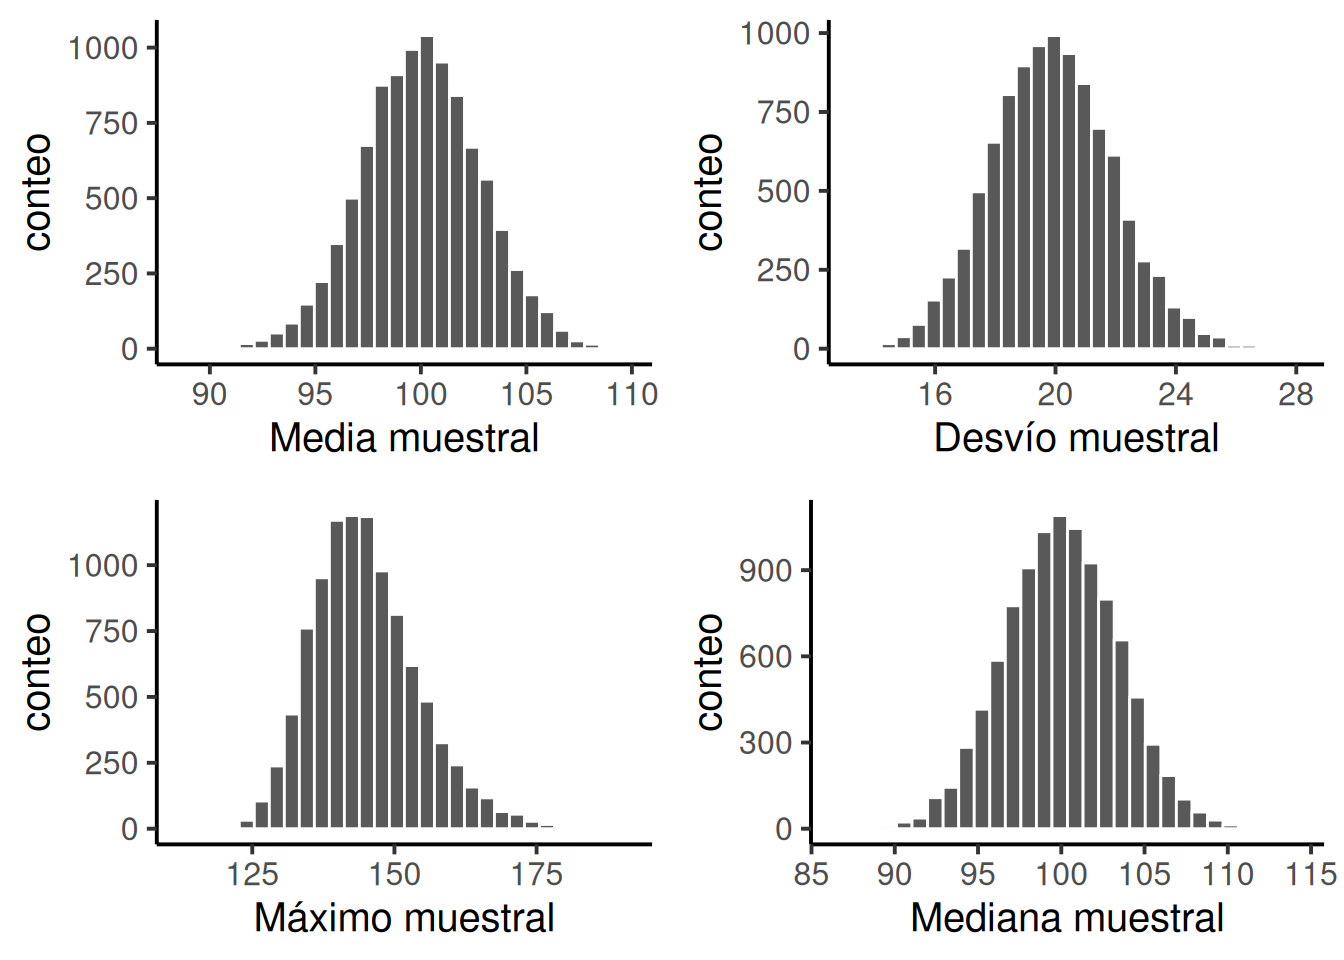 conteo
1000
750
500
250
0
90 95 100 105 110
Media muestral
conteo
1000
750
500
250
0
16 20 24 28
Desvío muestral
conteo
1000
750
500
250
0
125 150 175
Máximo muestral
conteo
900
600
300
0
85 90 95 100 105 110 115
Mediana muestral